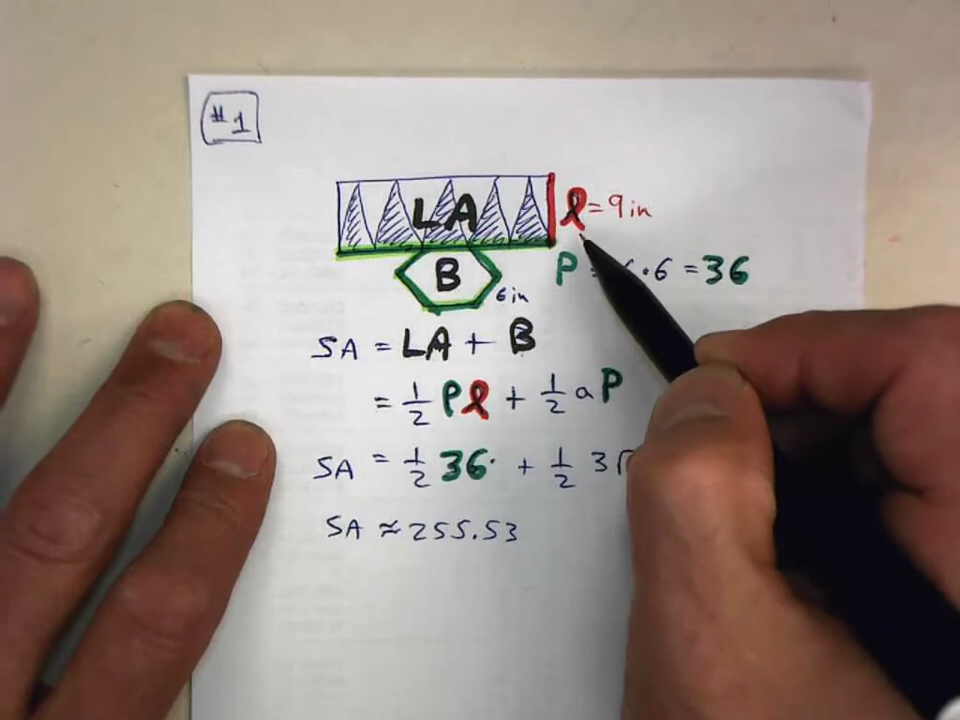 #1
LA
ℓ = 9 in
B
P = 6 · 6 = 36
6 in
SA = LA + B
= 1/2 Pℓ + 1/2 a P
SA = 1/2 36 · + 1/2 3√
SA ≈ 255.53